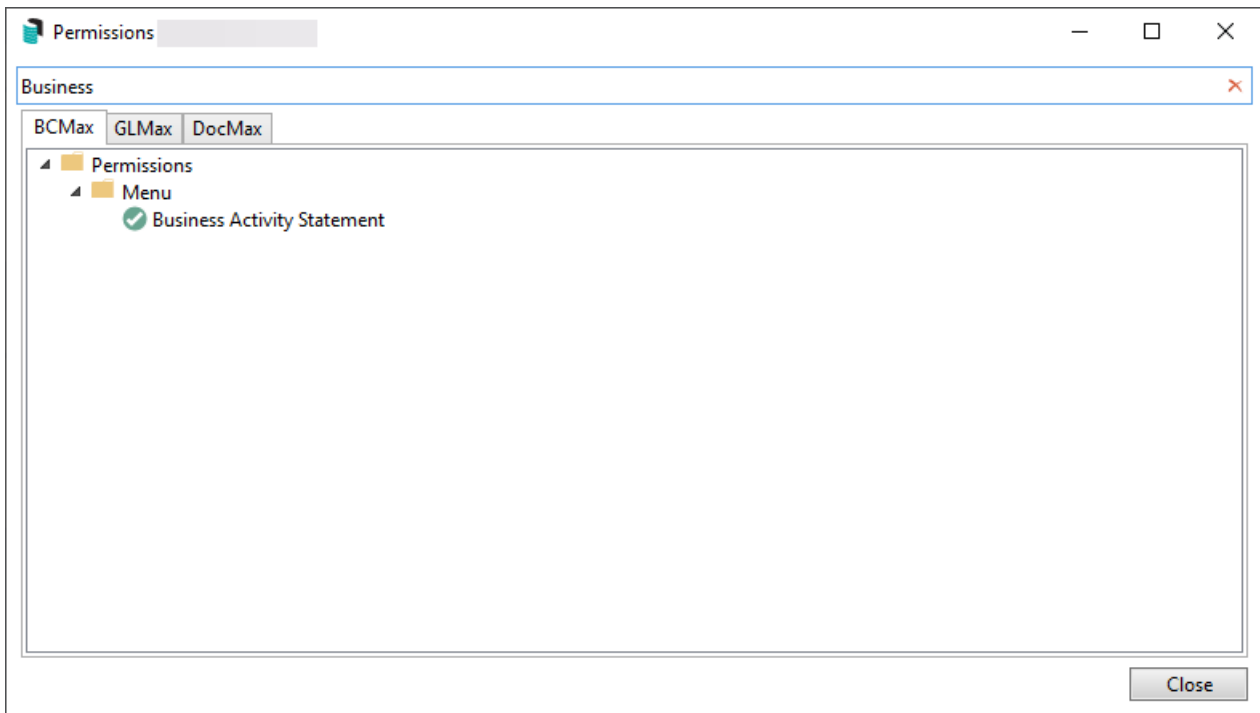 Permissions
Business
BCMax GLMax DocMax
Permissions
Menu
Business Activity Statement
Close